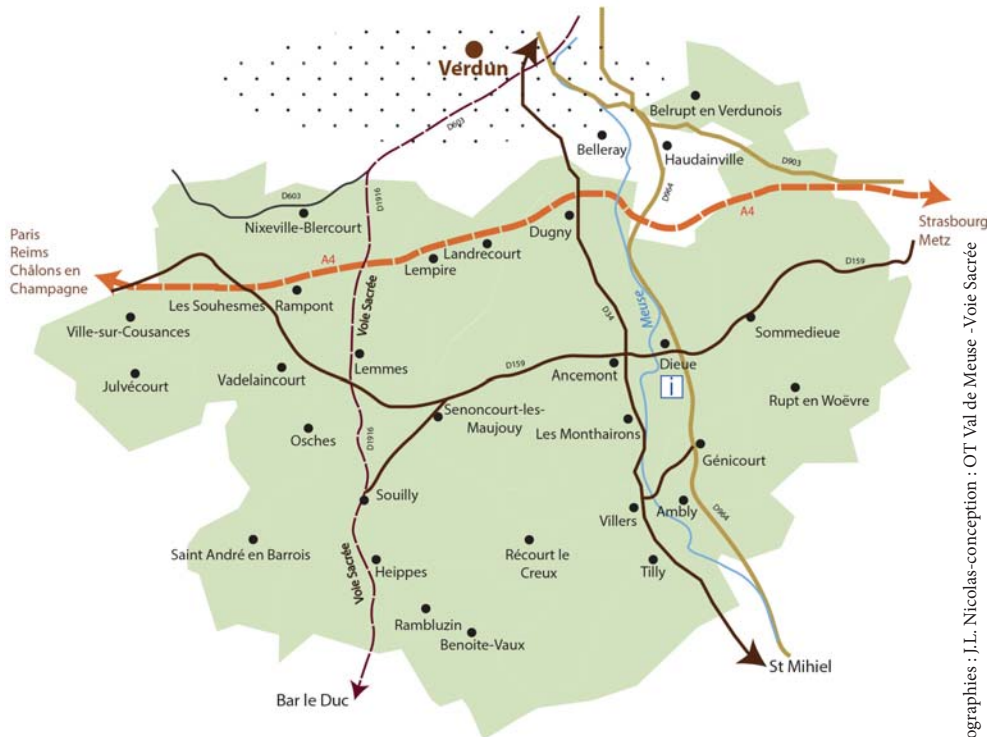 Verdun
D603
Belrupt en Verdunois
Belleray
Haudainville
D903
D603
D1916
D964
Nixeville-Blercourt
Dugny
A4
Strasbourg
Metz
Paris
Reims
Châlons en
Champagne
A4
Landrecourt
Lempire
D159
Les Souhesmes
Rampont
Voie Sacrée
Meuse
D34
Ville-sur-Cousances
Sommedieue
Lemmes
Dieue
Julvécourt
Vadelaincourt
D159
Ancemont
i
Rupt en Woëvre
Senoncourt-les-
Maujouy
Les Monthairons
Osches
D1916
Génicourt
Souilly
Villers
Ambly
D964
Saint André en Barrois
Voie Sacrée
Heippes
Récourt le
Creux
Tilly
Rambluzin
Benoite-Vaux
St Mihiel
Bar le Duc
ographies : J.L. Nicolas-conception : OT Val de Meuse -Voie Sacrée